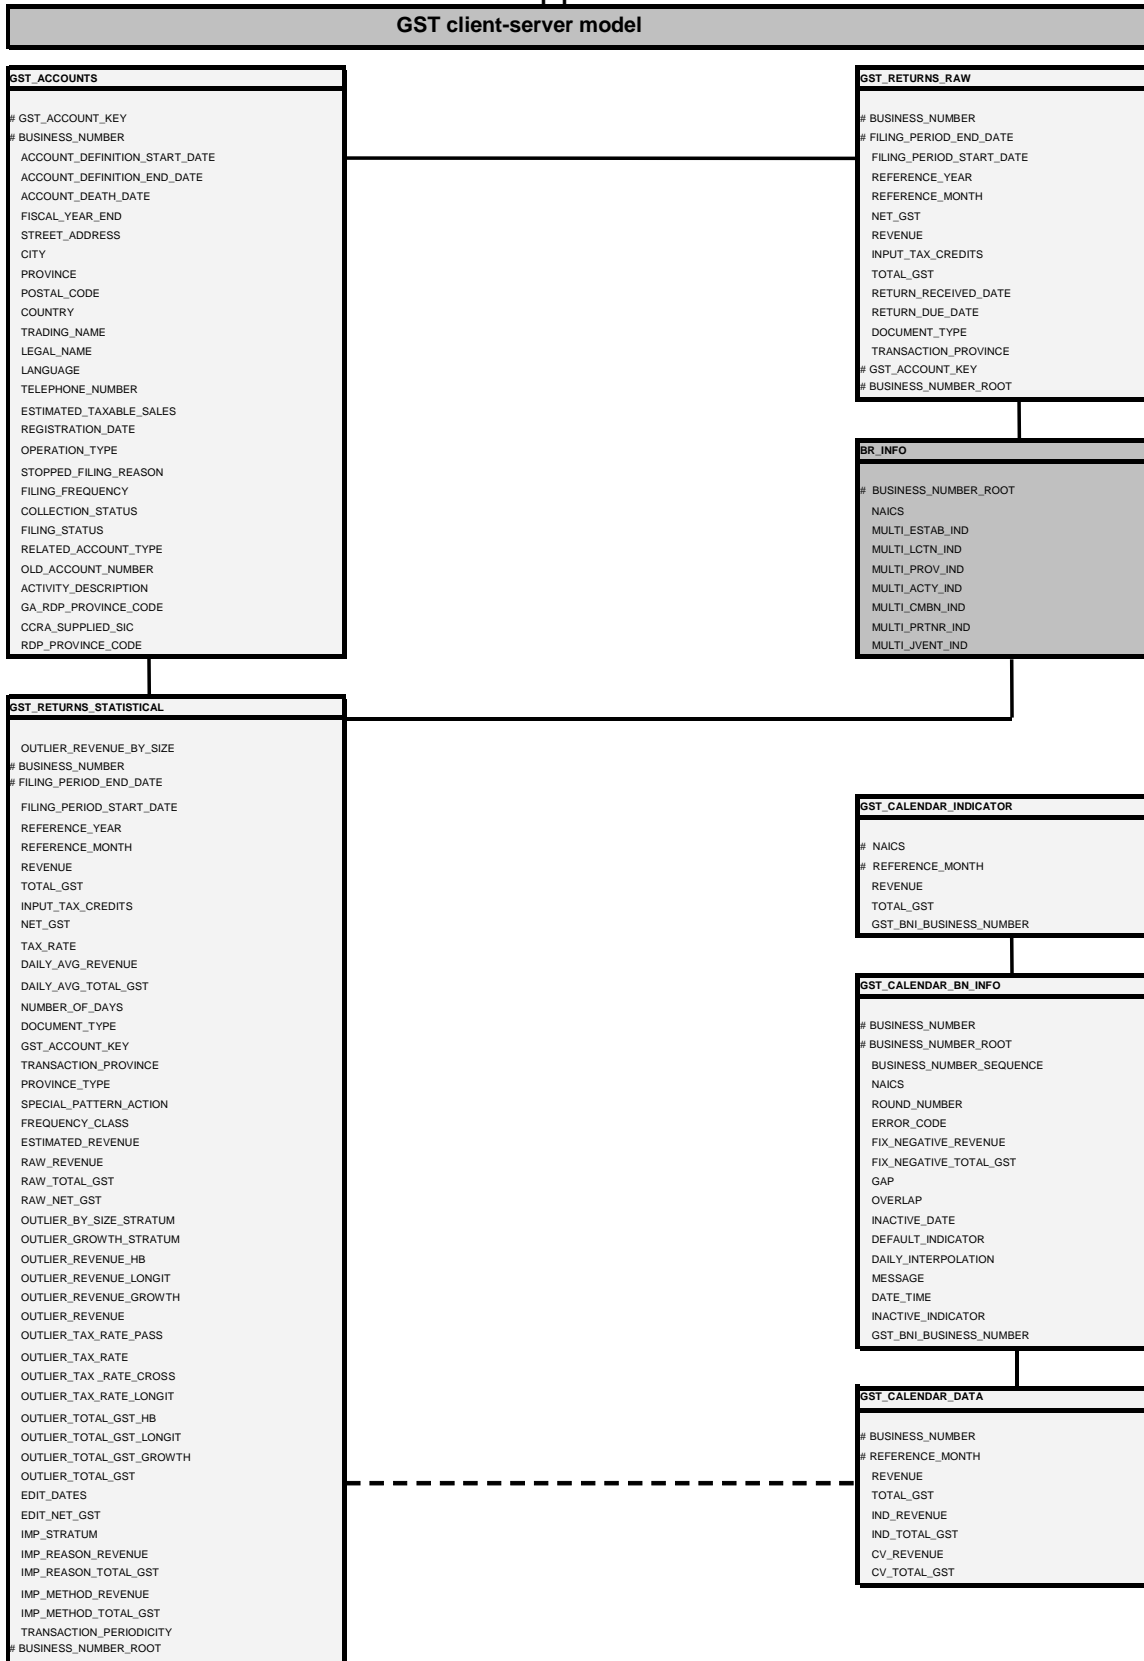 GST client-server model
GST_ACCOUNTS
# GST_ACCOUNT_KEY
# BUSINESS_NUMBER
ACCOUNT_DEFINITION_START_DATE
ACCOUNT_DEFINITION_END_DATE
ACCOUNT_DEATH_DATE
FISCAL_YEAR_END
STREET_ADDRESS
CITY
PROVINCE
POSTAL_CODE
COUNTRY
TRADING_NAME
LEGAL_NAME
LANGUAGE
TELEPHONE_NUMBER
ESTIMATED_TAXABLE_SALES
REGISTRATION_DATE
OPERATION_TYPE
STOPPED_FILING_REASON
FILING_FREQUENCY
COLLECTION_STATUS
FILING_STATUS
RELATED_ACCOUNT_TYPE
OLD_ACCOUNT_NUMBER
ACTIVITY_DESCRIPTION
GA_RDP_PROVINCE_CODE
CCRA_SUPPLIED_SIC
RDP_PROVINCE_CODE
GST_RETURNS_STATISTICAL
OUTLIER_REVENUE_BY_SIZE
# BUSINESS_NUMBER
# FILING_PERIOD_END_DATE
FILING_PERIOD_START_DATE
REFERENCE_YEAR
REFERENCE_MONTH
REVENUE
TOTAL_GST
INPUT_TAX_CREDITS
NET_GST
TAX_RATE
DAILY_AVG_REVENUE
DAILY_AVG_TOTAL_GST
NUMBER_OF_DAYS
DOCUMENT_TYPE
GST_ACCOUNT_KEY
TRANSACTION_PROVINCE
PROVINCE_TYPE
SPECIAL_PATTERN_ACTION
FREQUENCY_CLASS
ESTIMATED_REVENUE
RAW_REVENUE
RAW_TOTAL_GST
RAW_NET_GST
OUTLIER_BY_SIZE_STRATUM
OUTLIER_GROWTH_STRATUM
OUTLIER_REVENUE_HB
OUTLIER_REVENUE_LONGIT
OUTLIER_REVENUE_GROWTH
OUTLIER_REVENUE
OUTLIER_TAX_RATE_PASS
OUTLIER_TAX_RATE
OUTLIER_TAX _RATE_CROSS
OUTLIER_TAX_RATE_LONGIT
OUTLIER_TOTAL_GST_HB
OUTLIER_TOTAL_GST_LONGIT
OUTLIER_TOTAL_GST_GROWTH
OUTLIER_TOTAL_GST
EDIT_DATES
EDIT_NET_GST
IMP_STRATUM
IMP_REASON_REVENUE
IMP_REASON_TOTAL_GST
IMP_METHOD_REVENUE
IMP_METHOD_TOTAL_GST
TRANSACTION_PERIODICITY
# BUSINESS_NUMBER_ROOT
GST_RETURNS_RAW
# BUSINESS_NUMBER
# FILING_PERIOD_END_DATE
FILING_PERIOD_START_DATE
REFERENCE_YEAR
REFERENCE_MONTH
NET_GST
REVENUE
INPUT_TAX_CREDITS
TOTAL_GST
RETURN_RECEIVED_DATE
RETURN_DUE_DATE
DOCUMENT_TYPE
TRANSACTION_PROVINCE
# GST_ACCOUNT_KEY
# BUSINESS_NUMBER_ROOT
BR_INFO
# BUSINESS_NUMBER_ROOT
NAICS
MULTI_ESTAB_IND
MULTI_LCTN_IND
MULTI_PROV_IND
MULTI_ACTY_IND
MULTI_CMBN_IND
MULTI_PRTNR_IND
MULTI_JVENT_IND
GST_CALENDAR_INDICATOR
# NAICS
# REFERENCE_MONTH
REVENUE
TOTAL_GST
GST_BNI_BUSINESS_NUMBER
GST_CALENDAR_BN_INFO
# BUSINESS_NUMBER
# BUSINESS_NUMBER_ROOT
BUSINESS_NUMBER_SEQUENCE
NAICS
ROUND_NUMBER
ERROR_CODE
FIX_NEGATIVE_REVENUE
FIX_NEGATIVE_TOTAL_GST
GAP
OVERLAP
INACTIVE_DATE
DEFAULT_INDICATOR
DAILY_INTERPOLATION
MESSAGE
DATE_TIME
INACTIVE_INDICATOR
GST_BNI_BUSINESS_NUMBER
GST_CALENDAR_DATA
# BUSINESS_NUMBER
# REFERENCE_MONTH
REVENUE
TOTAL_GST
IND_REVENUE
IND_TOTAL_GST
CV_REVENUE
CV_TOTAL_GST